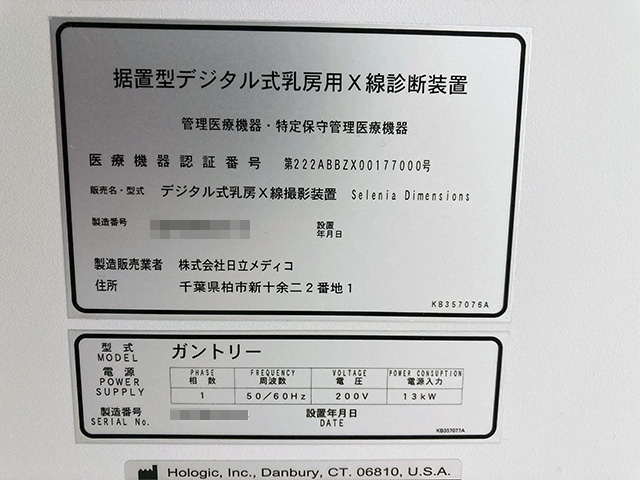 据置型デジタル式乳房用X線診断装置
管理医療機器・特定保守管理医療機器
医療機器認証番号 第222ABBZX00177000号
販売名・型式 デジタル式乳房X線撮影装置 Selenia Dimensions
製造番号 設置年月日
製造販売業者 株式会社日立メディコ
住所 千葉県柏市新十余二2番地1
KB357076A
型式 MODEL ガントリー
電源 POWER SUPPLY
PHASE 相数 FREQUENCY 周波数 VOLTAGE 電圧 POWER CONSUPTION 電源入力
1 50/60Hz 200V 13kW
製造番号 SERIAL No. 設置年月日 DATE
KB357077A
Hologic, Inc., Danbury, CT. 06810, U.S.A.